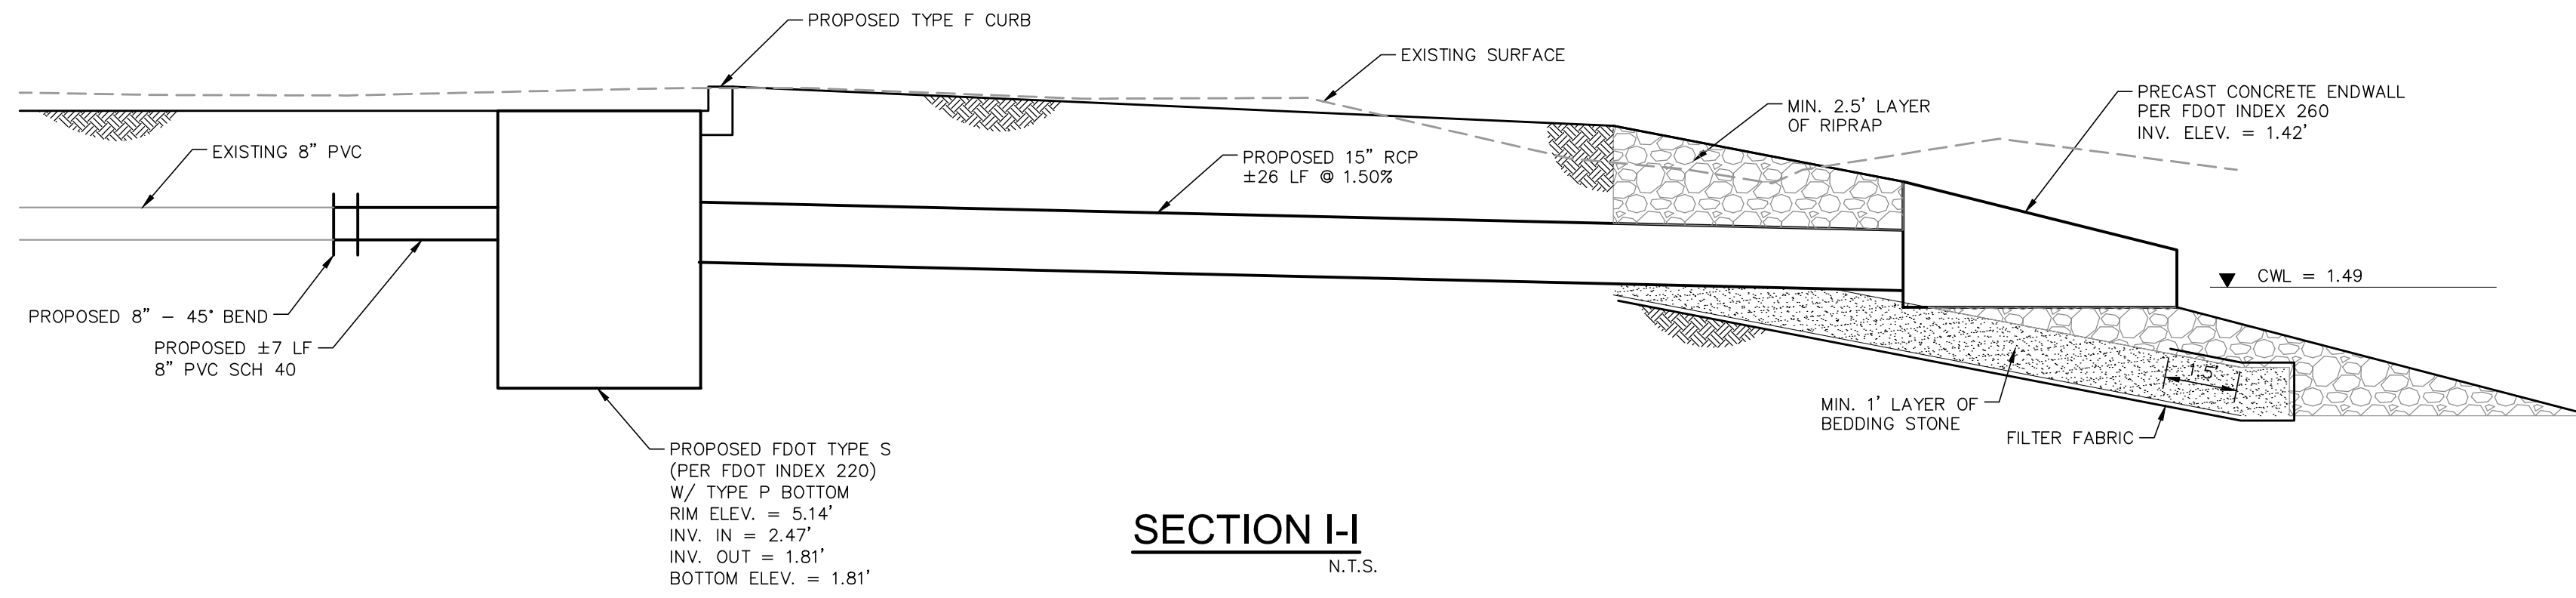 PROPOSED TYPE F CURB
EXISTING SURFACE
PRECAST CONCRETE ENDWALL
PER FDOT INDEX 260
INV. ELEV. = 1.42'
MIN. 2.5' LAYER
OF RIPRAP
EXISTING 8" PVC
PROPOSED 15" RCP
±26 LF @ 1.50%
CWL = 1.49
PROPOSED 8" – 45° BEND
PROPOSED ±7 LF
8" PVC SCH 40
1.5'
MIN. 1' LAYER OF
BEDDING STONE
FILTER FABRIC
PROPOSED FDOT TYPE S
(PER FDOT INDEX 220)
W/ TYPE P BOTTOM
RIM ELEV. = 5.14'
INV. IN = 2.47'
INV. OUT = 1.81'
BOTTOM ELEV. = 1.81'
SECTION I-I
N.T.S.